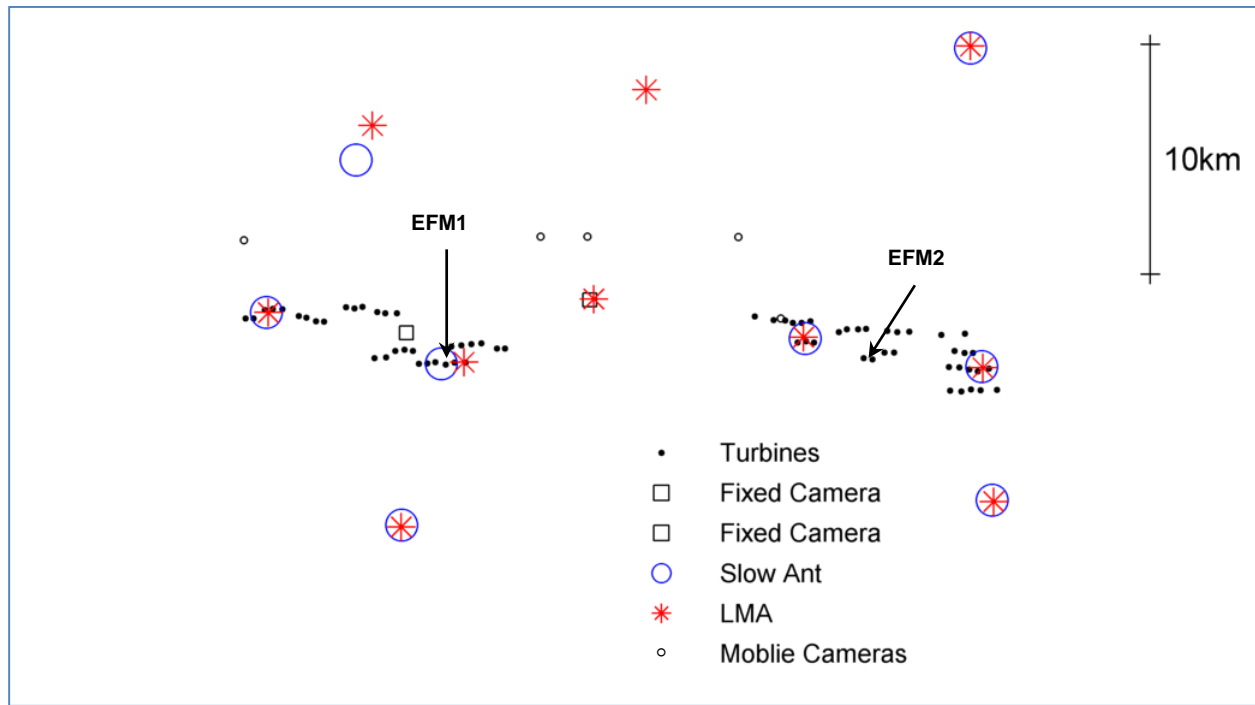 10km
EFM1
EFM2
Turbines
Fixed Camera
Fixed Camera
Slow Ant
LMA
Moblie Cameras